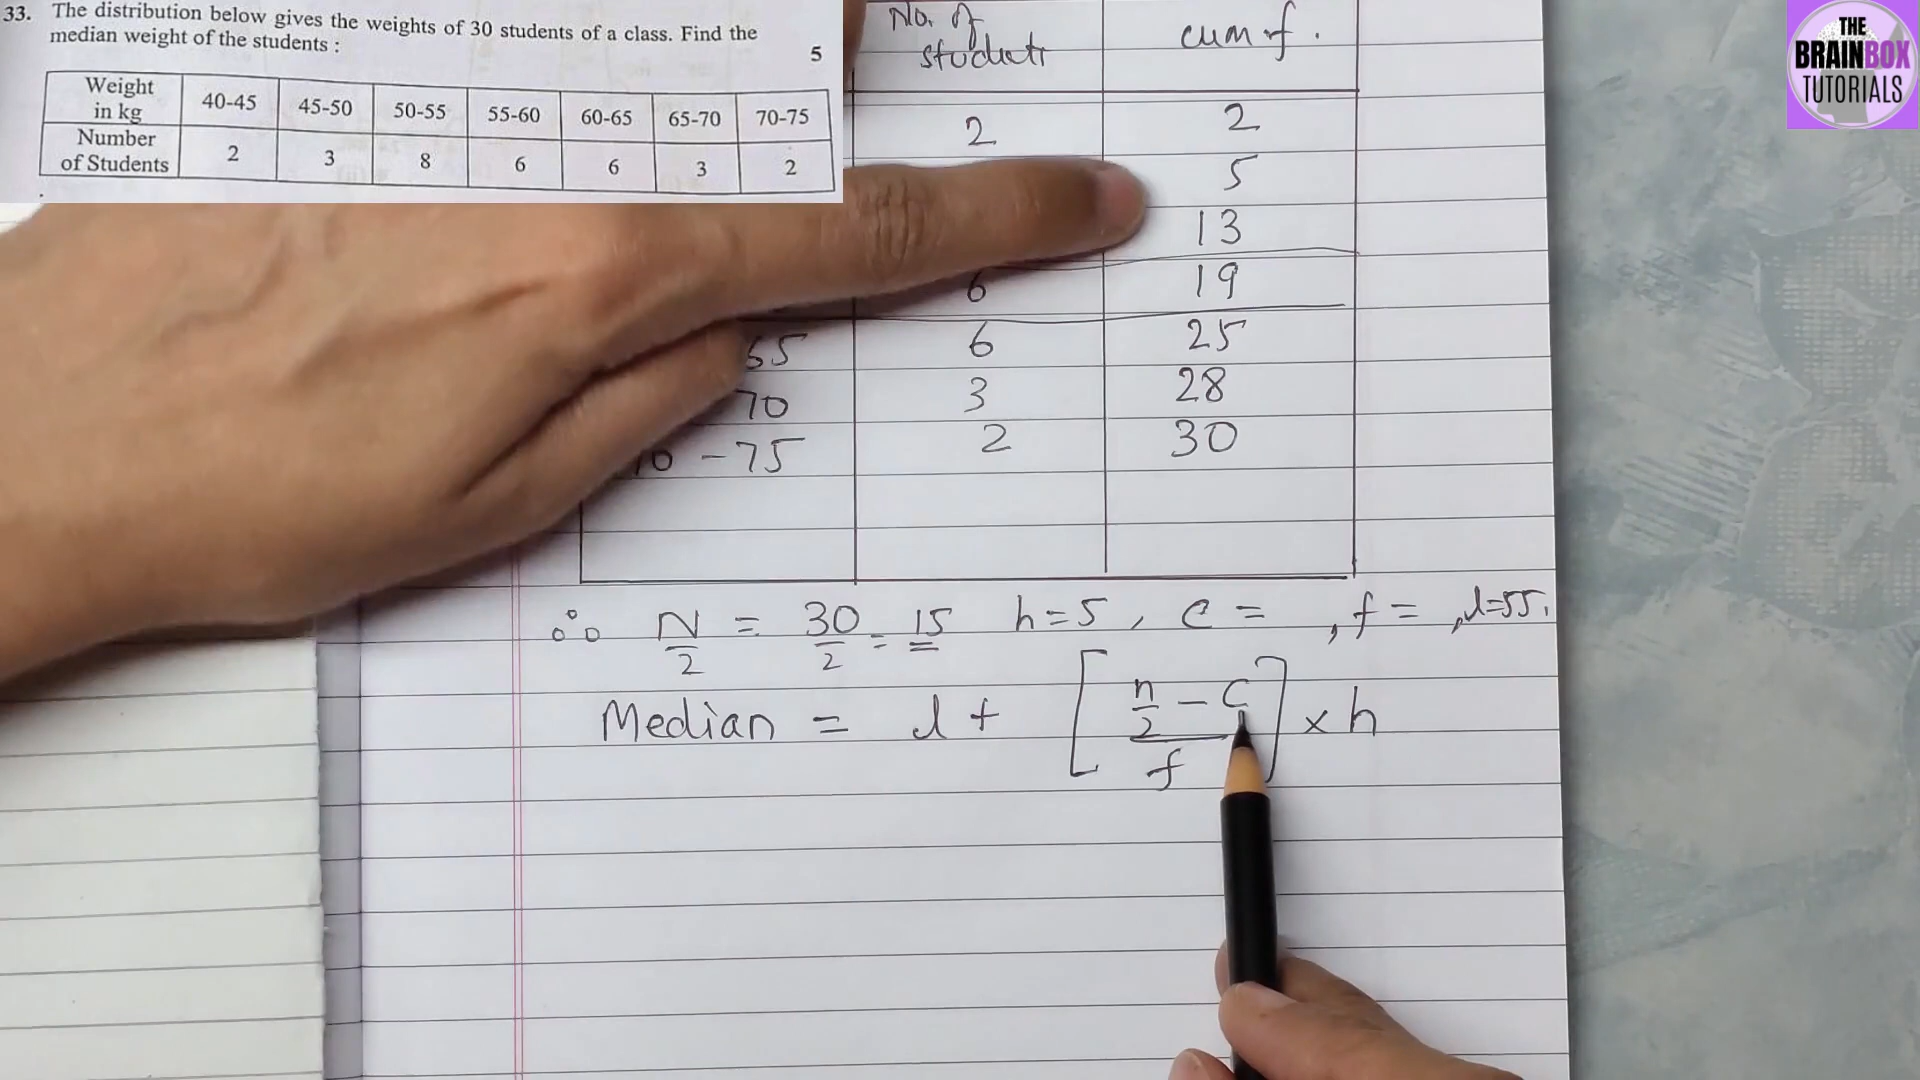 33. The distribution below gives the weights of 30 students of a class. Find the
median weight of the students :
5
Weight in kg 40-45 45-50 50-55 55-60 60-65 65-70 70-75
Number of Students 2 3 8 6 6 3 2
THE
BRAINBOX
TUTORIALS
No. of students cum f.
2 2
5
13
6 19
65 6 25
70 3 28
70 - 75 2 30
∴ N/2 = 30/2 = 15 h=5, C = , f = , l=55.
Median = l + [ (n/2 - C) / f ] × h